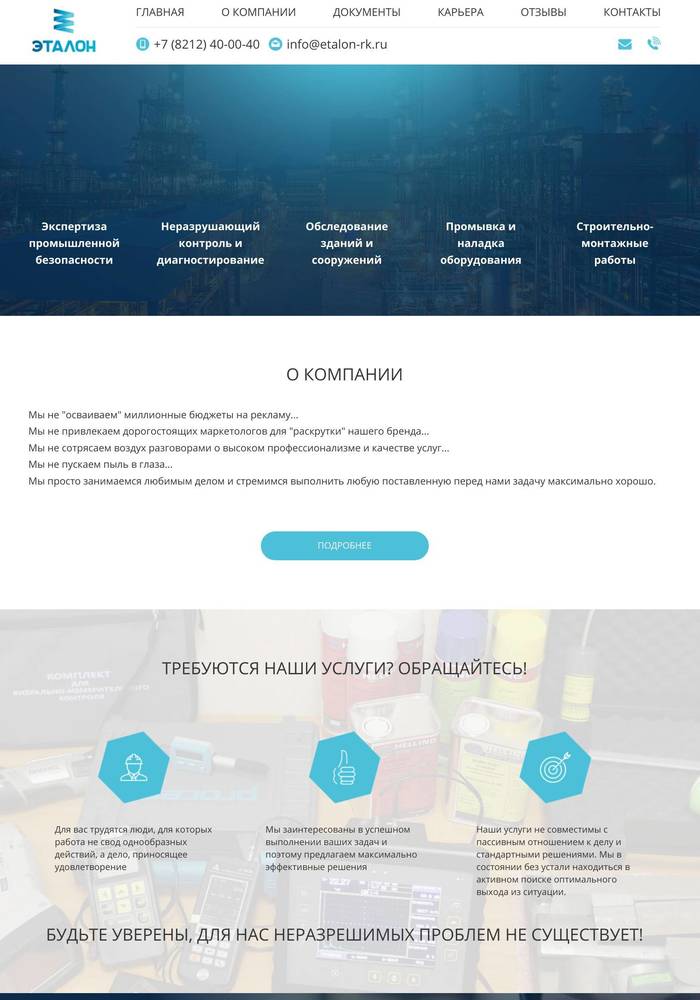 ЭТАЛОН
ГЛАВНАЯ О КОМПАНИИ ДОКУМЕНТЫ КАРЬЕРА ОТЗЫВЫ КОНТАКТЫ
+7 (8212) 40-00-40 info@etalon-rk.ru
Экспертиза
промышленной
безопасности
Неразрушающий
контроль и
диагностирование
Обследование
зданий и
сооружений
Промывка и
наладка
оборудования
Строительно-
монтажные
работы
О КОМПАНИИ
Мы не "осваиваем" миллионные бюджеты на рекламу...
Мы не привлекаем дорогостоящих маркетологов для "раскрутки" нашего бренда...
Мы не сотрясаем воздух разговорами о высоком профессионализме и качестве услуг...
Мы не пускаем пыль в глаза...
Мы просто занимаемся любимым делом и стремимся выполнить любую поставленную перед нами задачу максимально хорошо.
ПОДРОБНЕЕ
ТРЕБУЮТСЯ НАШИ УСЛУГИ? ОБРАЩАЙТЕСЬ!
КОМПЛЕКТ
ДЛЯ
ВИЗУАЛЬНО-ИЗМЕРИТЕЛЬНОГО
КОНТРОЛЯ
Для вас трудятся люди, для которых
работа не свод однообразных
действий, а дело, приносящее
удовлетворение
Мы заинтересованы в успешном
выполнении ваших задач и
поэтому предлагаем максимально
эффективные решения
Наши услуги не совместимы с
пассивным отношением к делу и
стандартными решениями. Мы в
состоянии без устали находиться в
активном поиске оптимального
выхода из ситуации.
БУДЬТЕ УВЕРЕНЫ, ДЛЯ НАС НЕРАЗРЕШИМЫХ ПРОБЛЕМ НЕ СУЩЕСТВУЕТ!